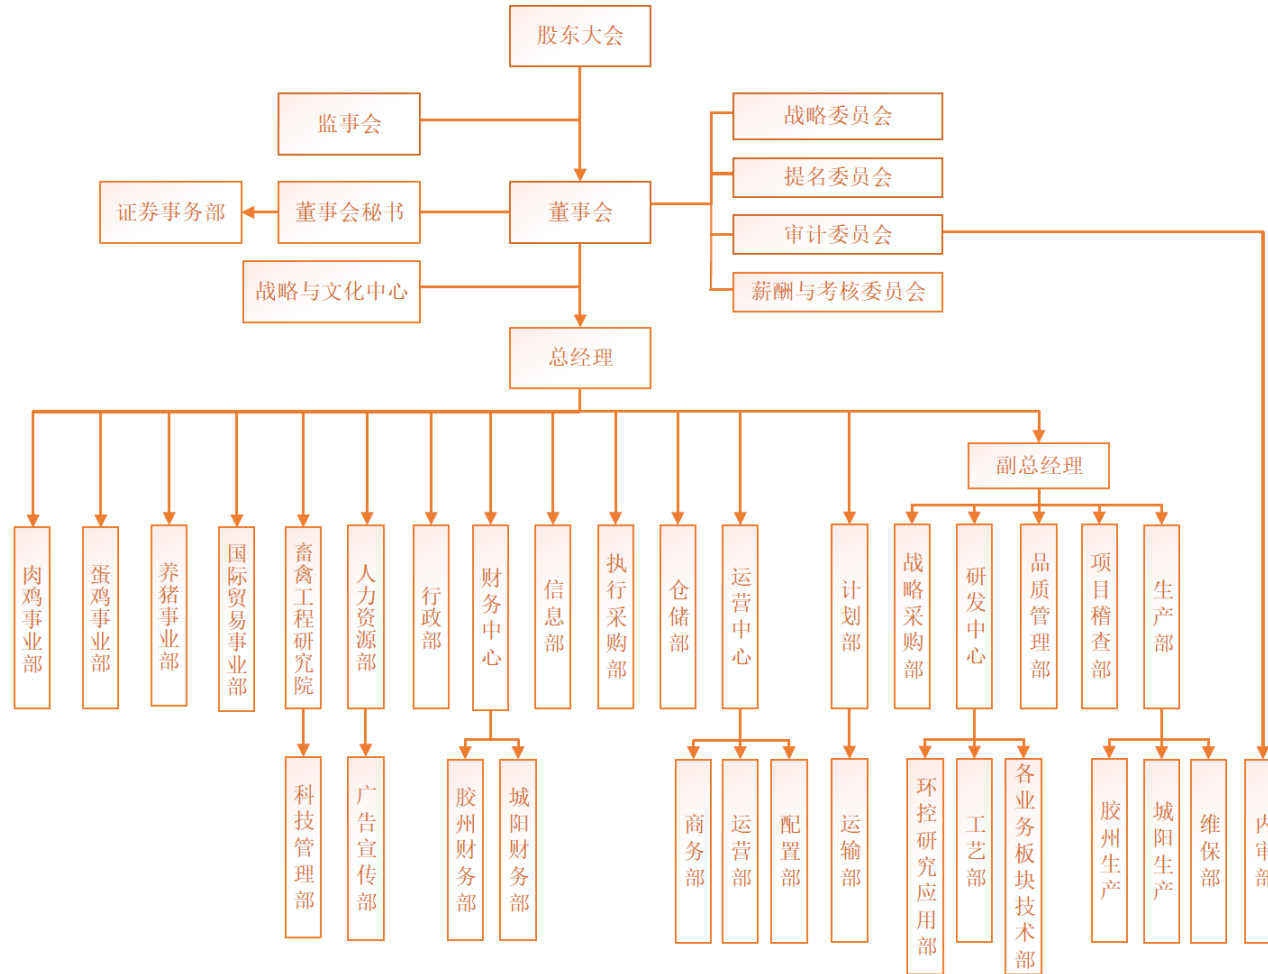 股东大会
监事会
战略委员会
提名委员会
证券事务部
董事会秘书
董事会
审计委员会
战略与文化中心
薪酬与考核委员会
总经理
副总经理
肉鸡事业部
蛋鸡事业部
养猪事业部
国际贸易事业部
畜禽工程研究院
人力资源部
行政部
财务中心
信息部
执行采购部
仓储部
运营中心
计划部
战略采购部
研发中心
品质管理部
项目稽查部
生产部
科技管理部
广告宣传部
胶州财务部
城阳财务部
商务部
运营部
配置部
运输部
环控研究应用部
工艺部
各业务板块技术部
胶州生产
城阳生产
维保部
内审部